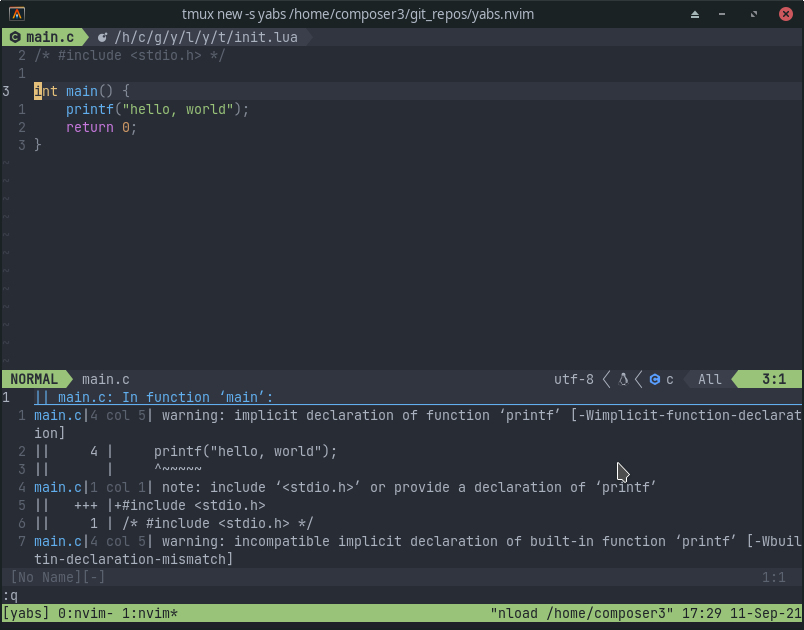 tmux new -s yabs /home/composer3/git_repos/yabs.nvim
main.c /h/c/g/y/l/y/t/init.lua
2 /* #include <stdio.h> */
1
3 int main() {
1 printf("hello, world");
2 return 0;
3 }
~
~
~
~
~
~
~
~
~
~
~
~
NORMAL main.c utf-8 c All 3:1
1 || main.c: In function ‘main’:
1 main.c|4 col 5| warning: implicit declaration of function ‘printf’ [-Wimplicit-function-declarat
ion]
2 || 4 | printf("hello, world");
3 || | ^~~~~~
4 main.c|1 col 1| note: include ‘<stdio.h>’ or provide a declaration of ‘printf’
5 || +++ |+#include <stdio.h>
6 || 1 | /* #include <stdio.h> */
7 main.c|4 col 5| warning: incompatible implicit declaration of built-in function ‘printf’ [-Wbuil
tin-declaration-mismatch]
[No Name][-] 1:1
:q
[yabs] 0:nvim- 1:nvim* "nload /home/composer3" 17:29 11-Sep-21